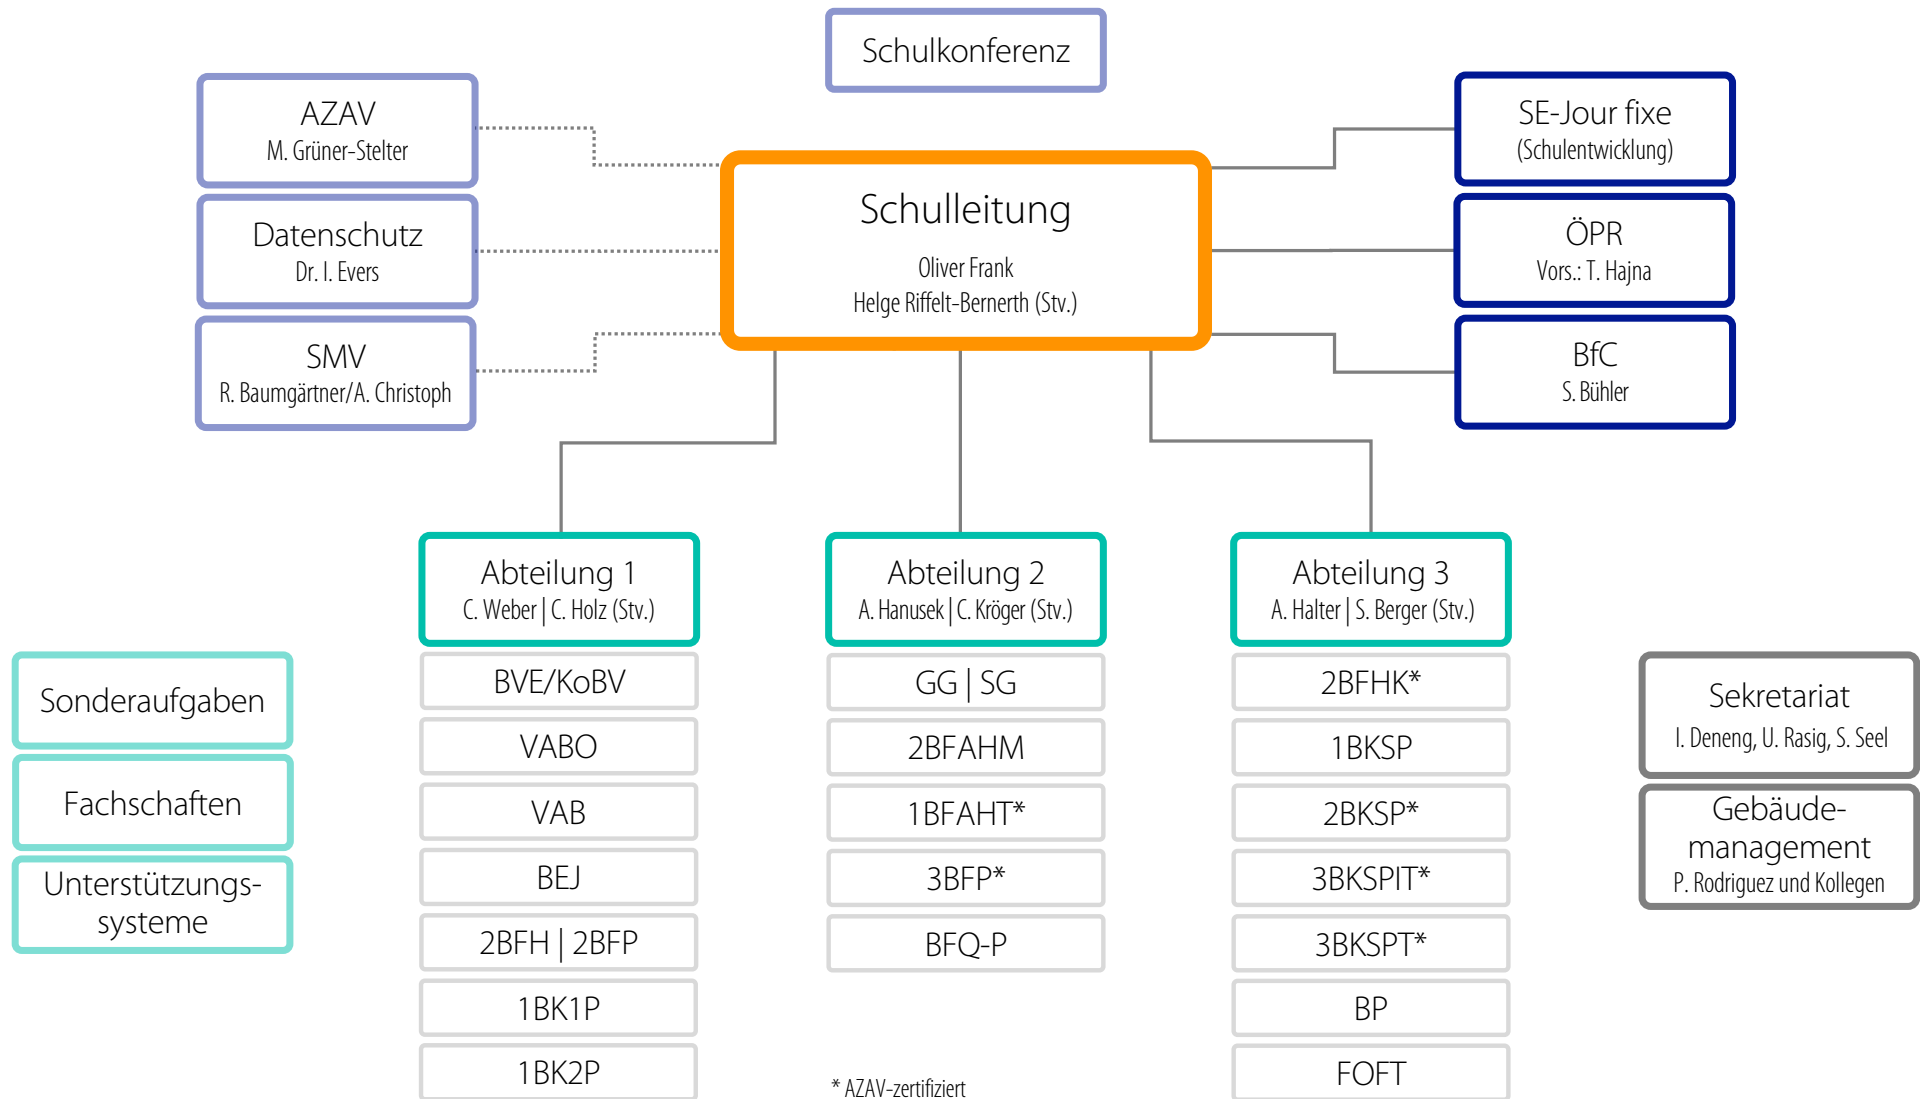 Schulkonferenz
AZAV
M. Grüner-Stelter
Datenschutz
Dr. I. Evers
SMV
R. Baumgärtner/A. Christoph
Schulleitung
Oliver Frank
Helge Riffelt-Bernerth (Stv.)
SE-Jour fixe
(Schulentwicklung)
ÖPR
Vors.: T. Hajna
BfC
S. Bühler
Abteilung 1
C. Weber | C. Holz (Stv.)
BVE/KoBV
VABO
VAB
BEJ
2BFH | 2BFP
1BK1P
1BK2P
Abteilung 2
A. Hanusek | C. Kröger (Stv.)
GG | SG
2BFAHM
1BFAHT*
3BFP*
BFQ-P
Abteilung 3
A. Halter | S. Berger (Stv.)
2BFHK*
1BKSP
2BKSP*
3BKSPIT*
3BKSPT*
BP
FOFT
Sonderaufgaben
Fachschaften
Unterstützungs-
systeme
Sekretariat
I. Deneng, U. Rasig, S. Seel
Gebäude-
management
P. Rodriguez und Kollegen
* AZAV-zertifiziert